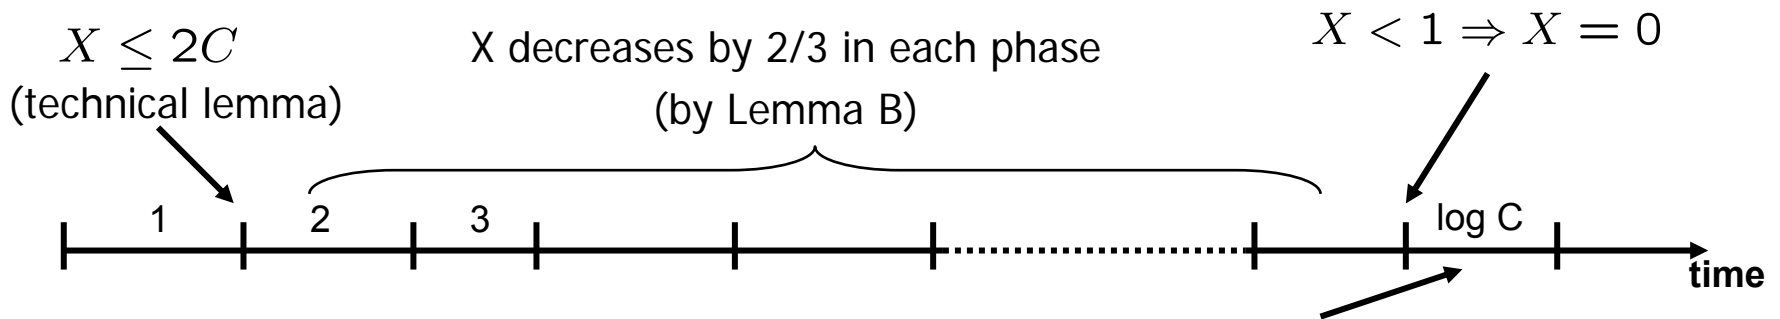 X ≤ 2C
(technical lemma)
X decreases by 2/3 in each phase
(by Lemma B)
X < 1 ⇒ X = 0
1
2
3
log C
time